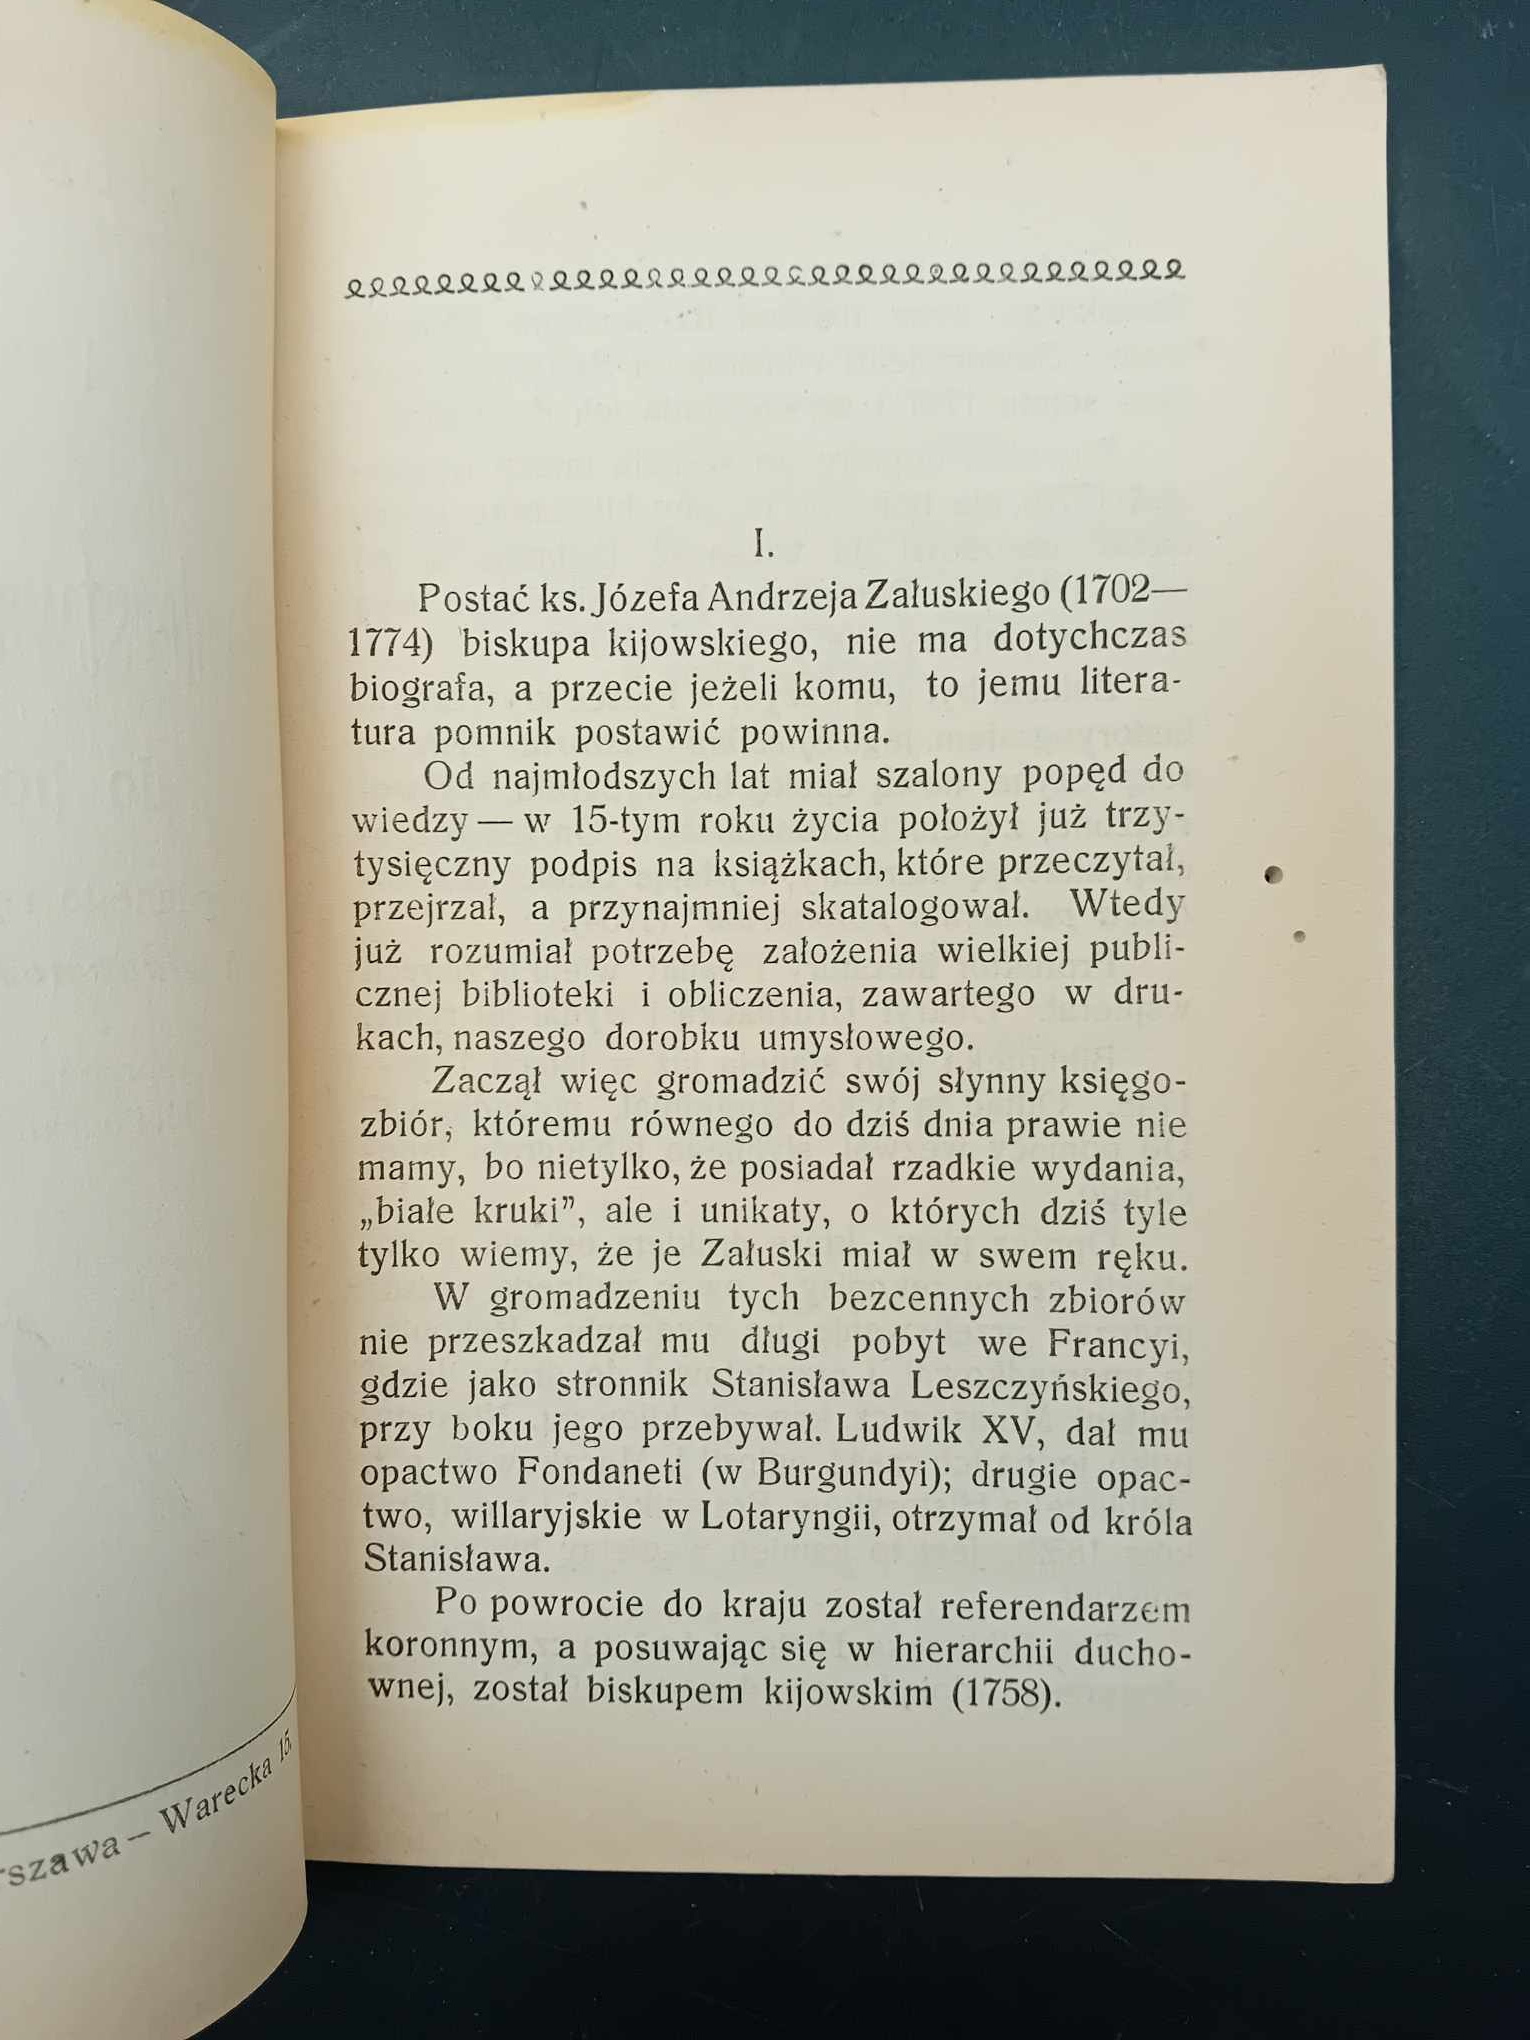 I.
Postać ks. Józefa Andrzeja Załuskiego (1702—
1774) biskupa kijowskiego, nie ma dotychczas
biografa, a przecie jeżeli komu, to jemu litera-
tura pomnik postawić powinna.
Od najmłodszych lat miał szalony popęd do
wiedzy — w 15-tym roku życia położył już trzy-
tysięczny podpis na książkach, które przeczytał,
przejrzał, a przynajmniej skatalogował. Wtedy
już rozumiał potrzebę założenia wielkiej publi-
cznej biblioteki i obliczenia, zawartego w dru-
kach, naszego dorobku umysłowego.
Zaczął więc gromadzić swój słynny księgo-
zbiór, któremu równego do dziś dnia prawie nie
mamy, bo nietylko, że posiadał rzadkie wydania,
„białe kruki”, ale i unikaty, o których dziś tyle
tylko wiemy, że je Załuski miał w swem ręku.
W gromadzeniu tych bezcennych zbiorów
nie przeszkadzał mu długi pobyt we Francyi,
gdzie jako stronnik Stanisława Leszczyńskiego,
przy boku jego przebywał. Ludwik XV, dał mu
opactwo Fondaneti (w Burgundyi); drugie opac-
two, willaryjskie w Lotaryngii, otrzymał od króla
Stanisława.
Po powrocie do kraju został referendarzem
koronnym, a posuwając się w hierarchii ducho-
wnej, został biskupem kijowskim (1758).
rszawa — Warecka 15.